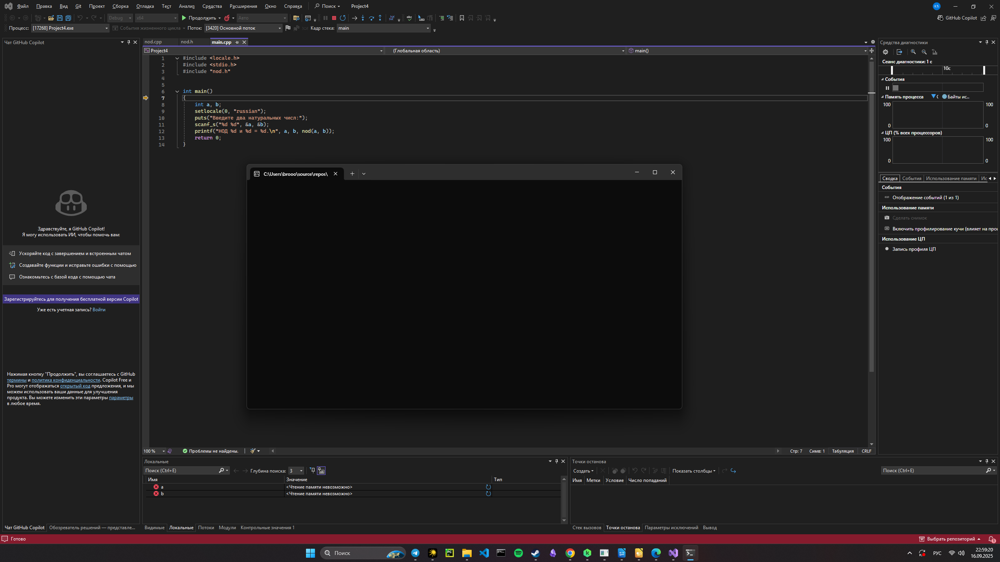 Файл Правка Вид Git Проект Сборка Отладка Тест Анализ Средства Расширения Окно Справка Поиск Project4 КБ
Debug x64 Продолжить Авто GitHub Copilot
Процесс: [17268] Project4.exe События жизненного цикла Поток: [3420] Основной поток Кадр стека: main
Чат GitHub Copilot
Здравствуйте, я GitHub Copilot!
Я могу использовать ИИ, чтобы помочь вам:
Ускоряйте код с завершением и встроенным чатом
Создавайте функции и исправьте ошибки с помощью
Ознакомьтесь с базой кода с помощью чата
Зарегистрируйтесь для получения бесплатной версии Copilot
Уже есть учетная запись? Войти
Нажимая кнопку "Продолжить", вы соглашаетесь с GitHub
термины и политика конфиденциальности. Copilot Free и
Pro могут отображаться открытый код предложения, и мы
можем использовать ваши данные для улучшения
продукта. Вы можете изменить эти параметры параметры
в любое время.
Чат GitHub Copilot Обозреватель решений — представле...
nod.cpp nod.h main.cpp
Project4 (Глобальная область) main()
1 #include <locale.h>
2 #include <stdio.h>
3 #include "nod.h"
4
5
6 int main()
7 {
8 int a, b;
9 setlocale(0, "russian");
10 puts("Введите два натуральных числ:");
11 scanf_s("%d %d", &a, &b);
12 printf("НОД %d и %d = %d.\n", a, b, nod(a, b));
13 return 0;
14 }
C:\Users\brooo\source\repos\
100 % Проблемы не найдены. Стр: 7 Симв: 1 Табуляция CRLF
Локальные
Поиск (Ctrl+E) Глубина поиска: 3
Имя Значение Тип
a <Чтение памяти невозможно>
b <Чтение памяти невозможно>
Видимые Локальные Потоки Модули Контрольные значения 1
Точки останова
Создать Показать столбцы Поиск (Ctrl+E)
Имя Метки Условие Число попаданий
Стек вызовов Точки останова Параметры исключений Вывод
Средства диагностики
Сеанс диагностики: 1 с
10с
События
Память процесса С Байты ис...
100 100
0 0
ЦП (% всех процессоров)
100 100
0 0
Сводка События Использование памяти Ис
События
Отображение событий (1 из 1)
Использование памяти
Сделать снимок
Включить профилирование кучи (влияет на прои
Использование ЦП
Запись профиля ЦП
Готово Выбрать репозиторий 1
Поиск PC РУС 22:59:20
16.09.2025